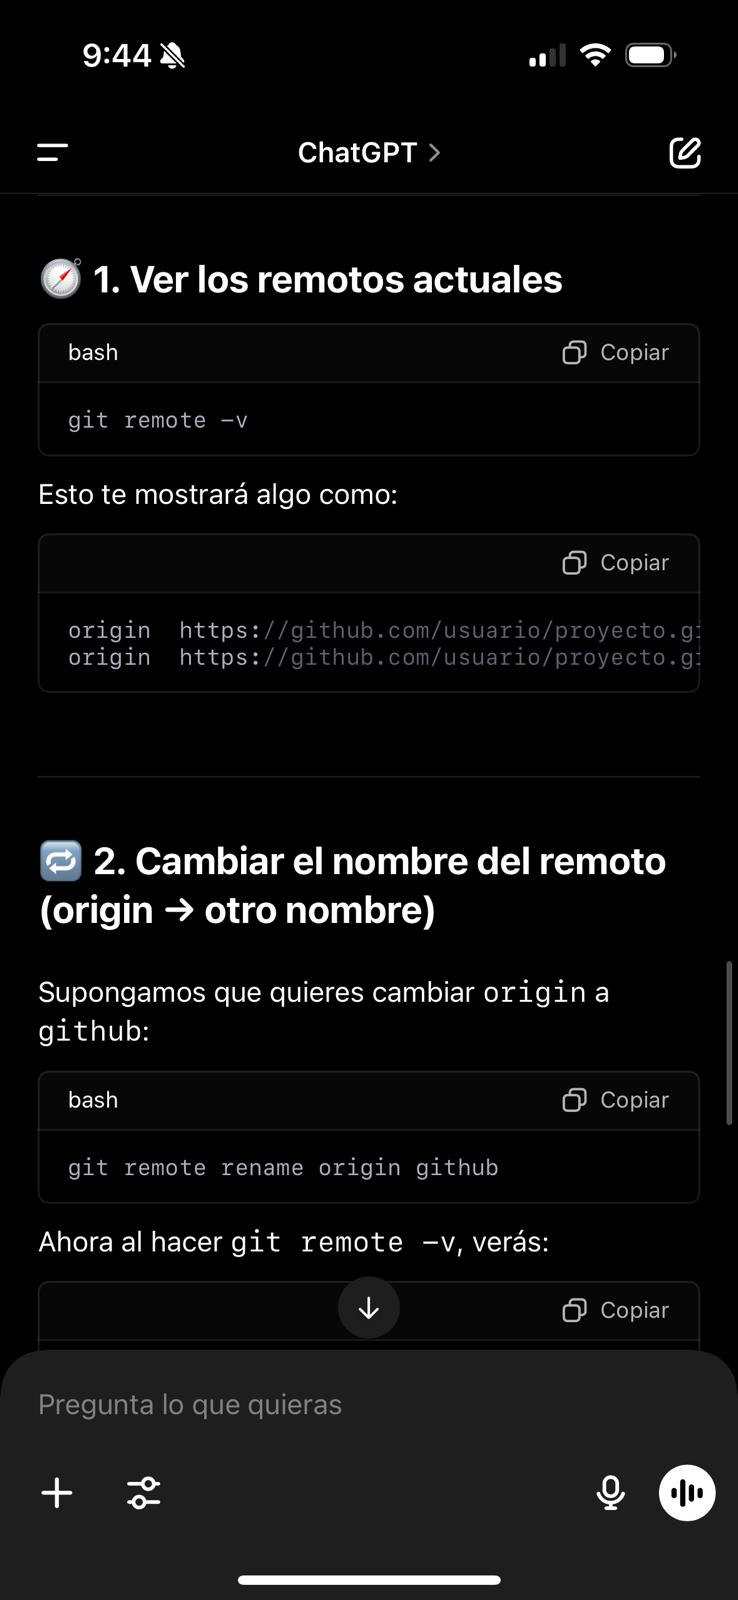 9:44
ChatGPT >
🧭 1. Ver los remotos actuales
bash
Copiar
git remote -v
Esto te mostrará algo como:
Copiar
origin  https://github.com/usuario/proyecto.gi
origin  https://github.com/usuario/proyecto.gi
🔁 2. Cambiar el nombre del remoto
(origin → otro nombre)
Supongamos que quieres cambiar origin a
github:
bash
Copiar
git remote rename origin github
Ahora al hacer git remote -v, verás:
Copiar
Pregunta lo que quieras